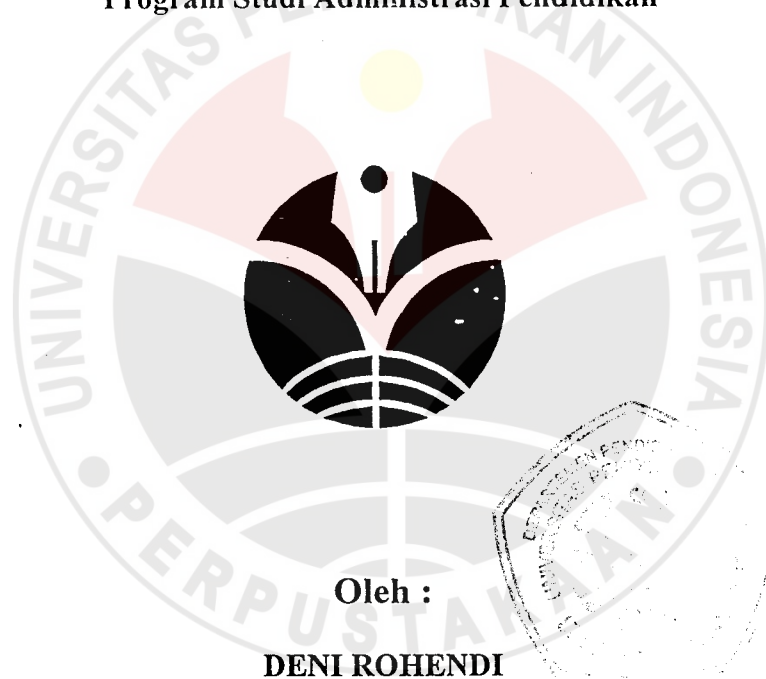 Program Studi Administrasi Pendidikan
UNIVERSITAS PENDIDIKAN INDONESIA
PERPUSTAKAAN
Oleh :
DENI ROHENDI